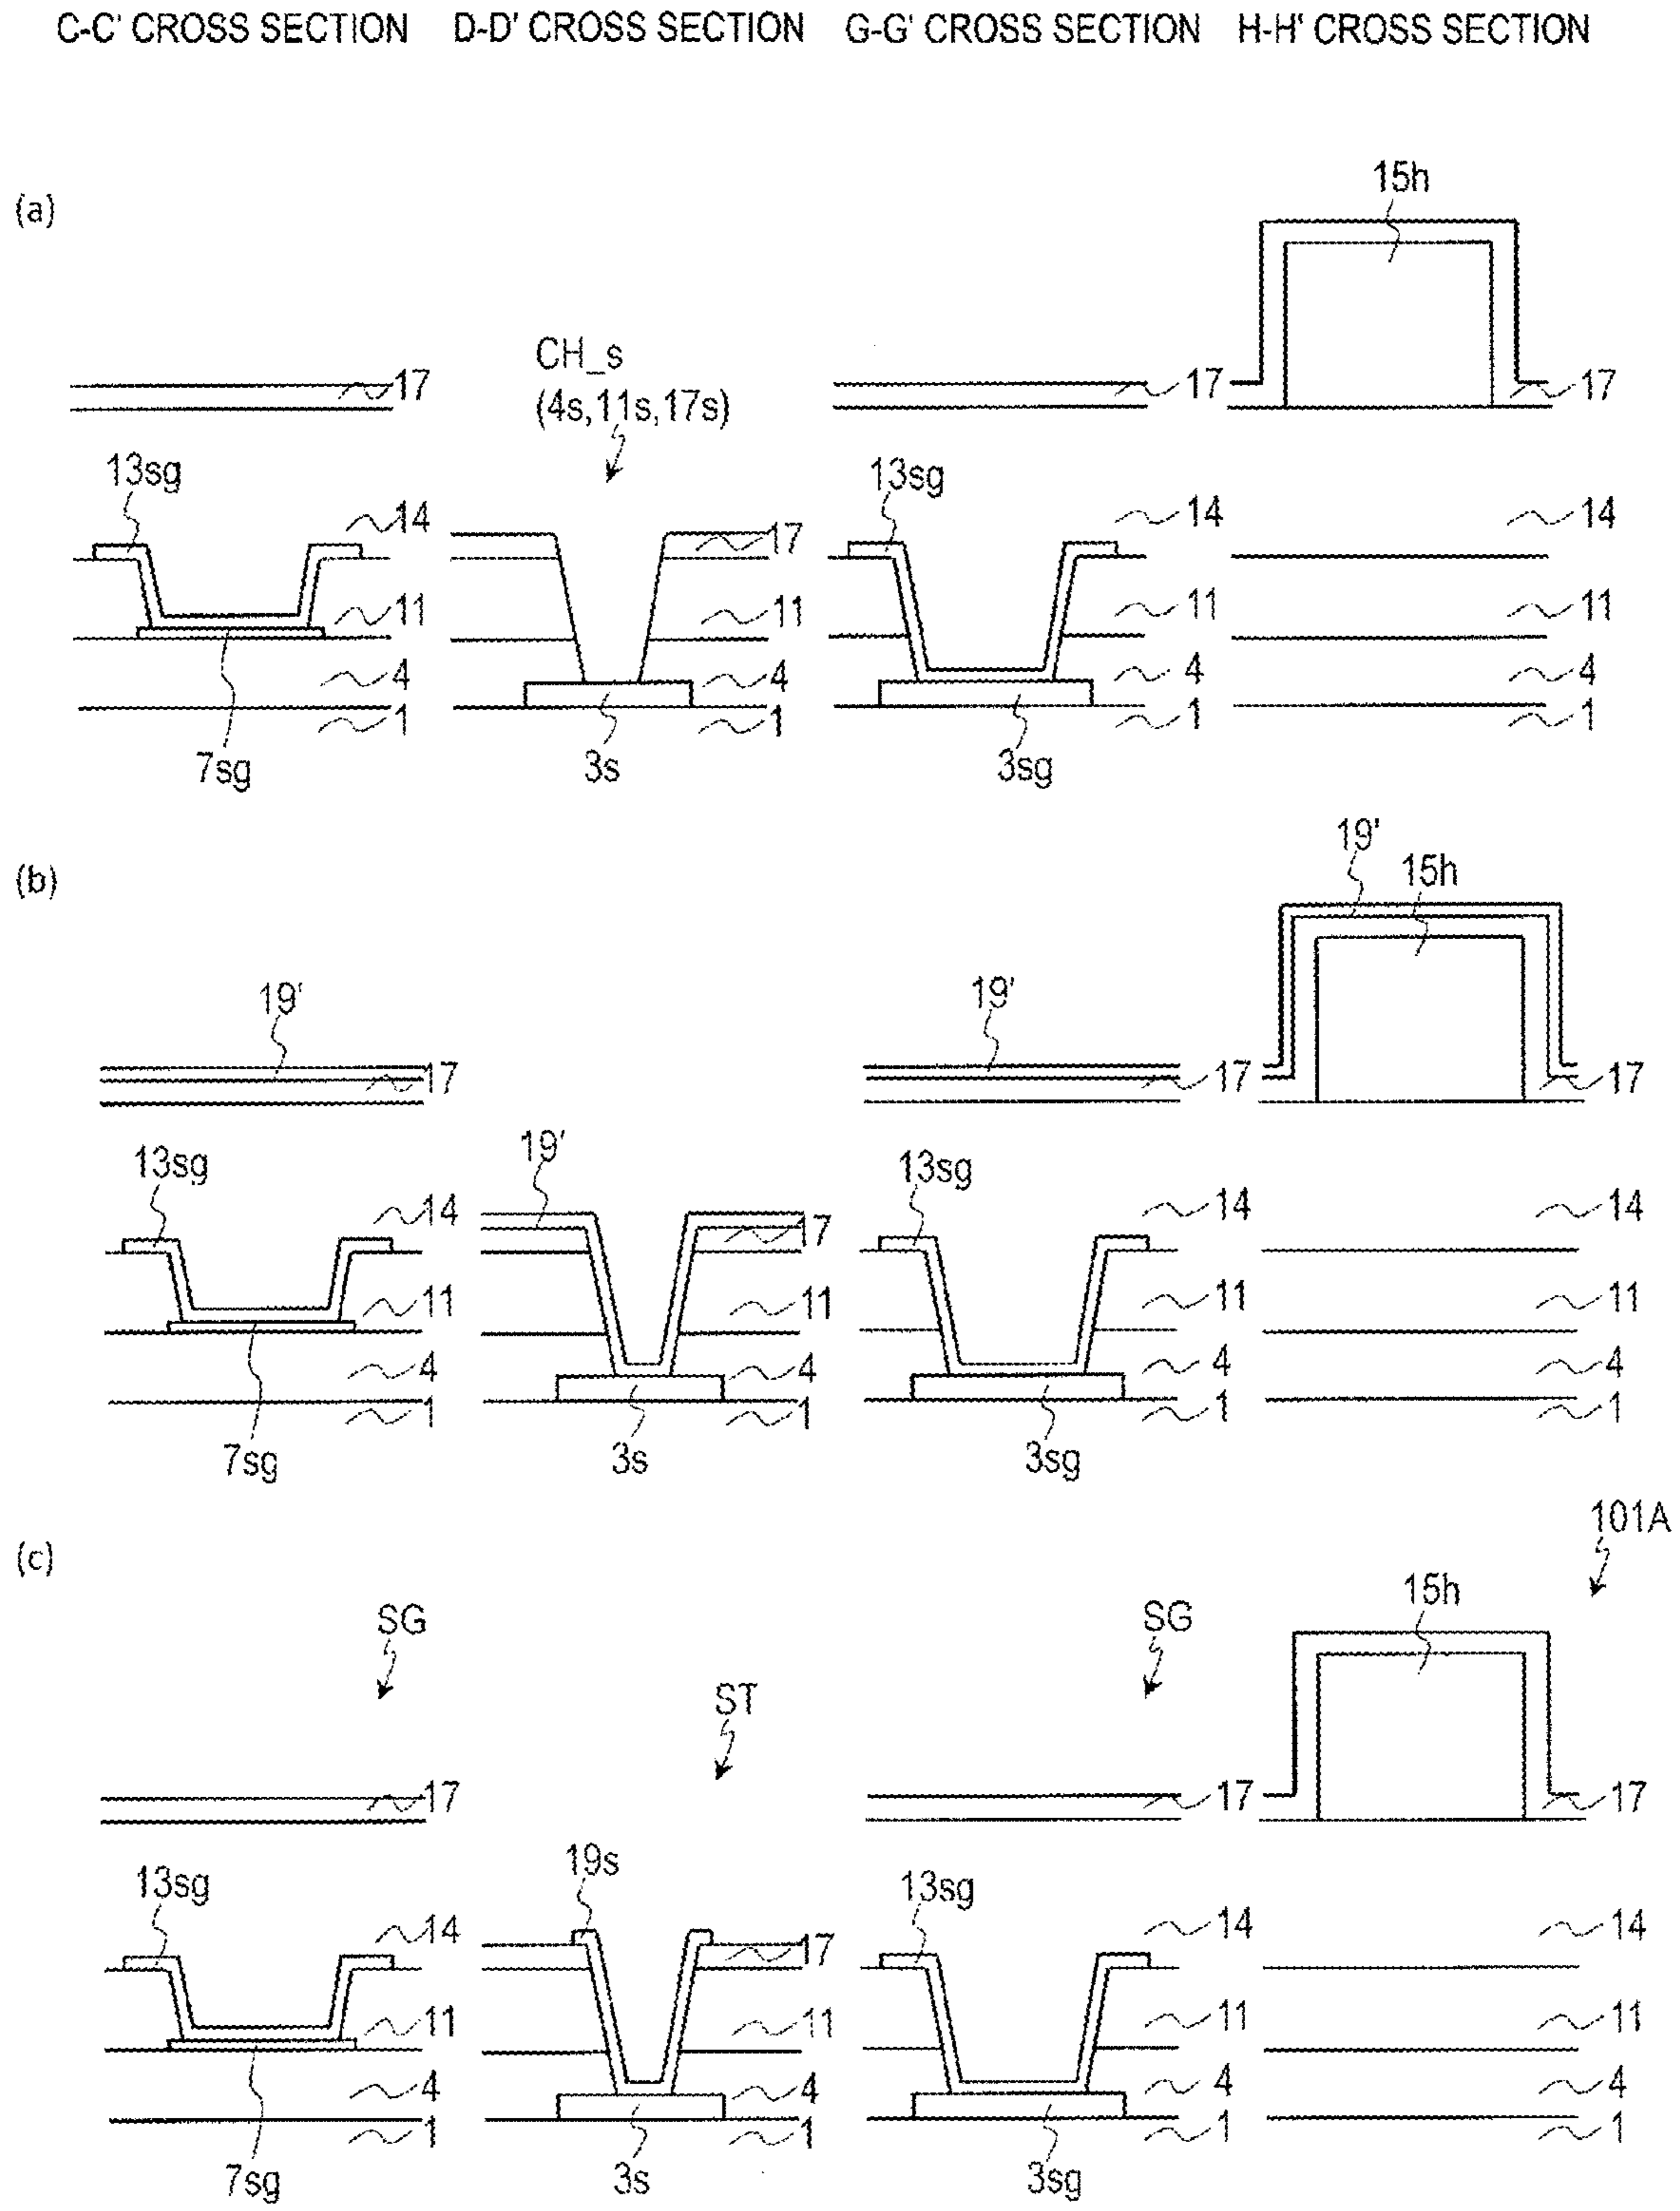 C-C' CROSS SECTION D-D' CROSS SECTION G-G' CROSS SECTION H-H' CROSS SECTION
(a)
15h
CH_s
(4s,11s,17s)
17 17 17
13sg 13sg
14 17 14 14
11 11 11 11
4 4 4 4
1 1 1 1
7sg 3s 3sg
(b)
19'
15h
19' 19'
17 17 17
13sg 19' 13sg
14 17 14 14
11 11 11 11
4 4 4 4
1 1 1 1
7sg 3s 3sg
101A
(c)
15h
SG SG
ST
17 17 17
13sg 19s 13sg
14 17 14 14
11 11 11 11
4 4 4 4
1 1 1 1
7sg 3s 3sg